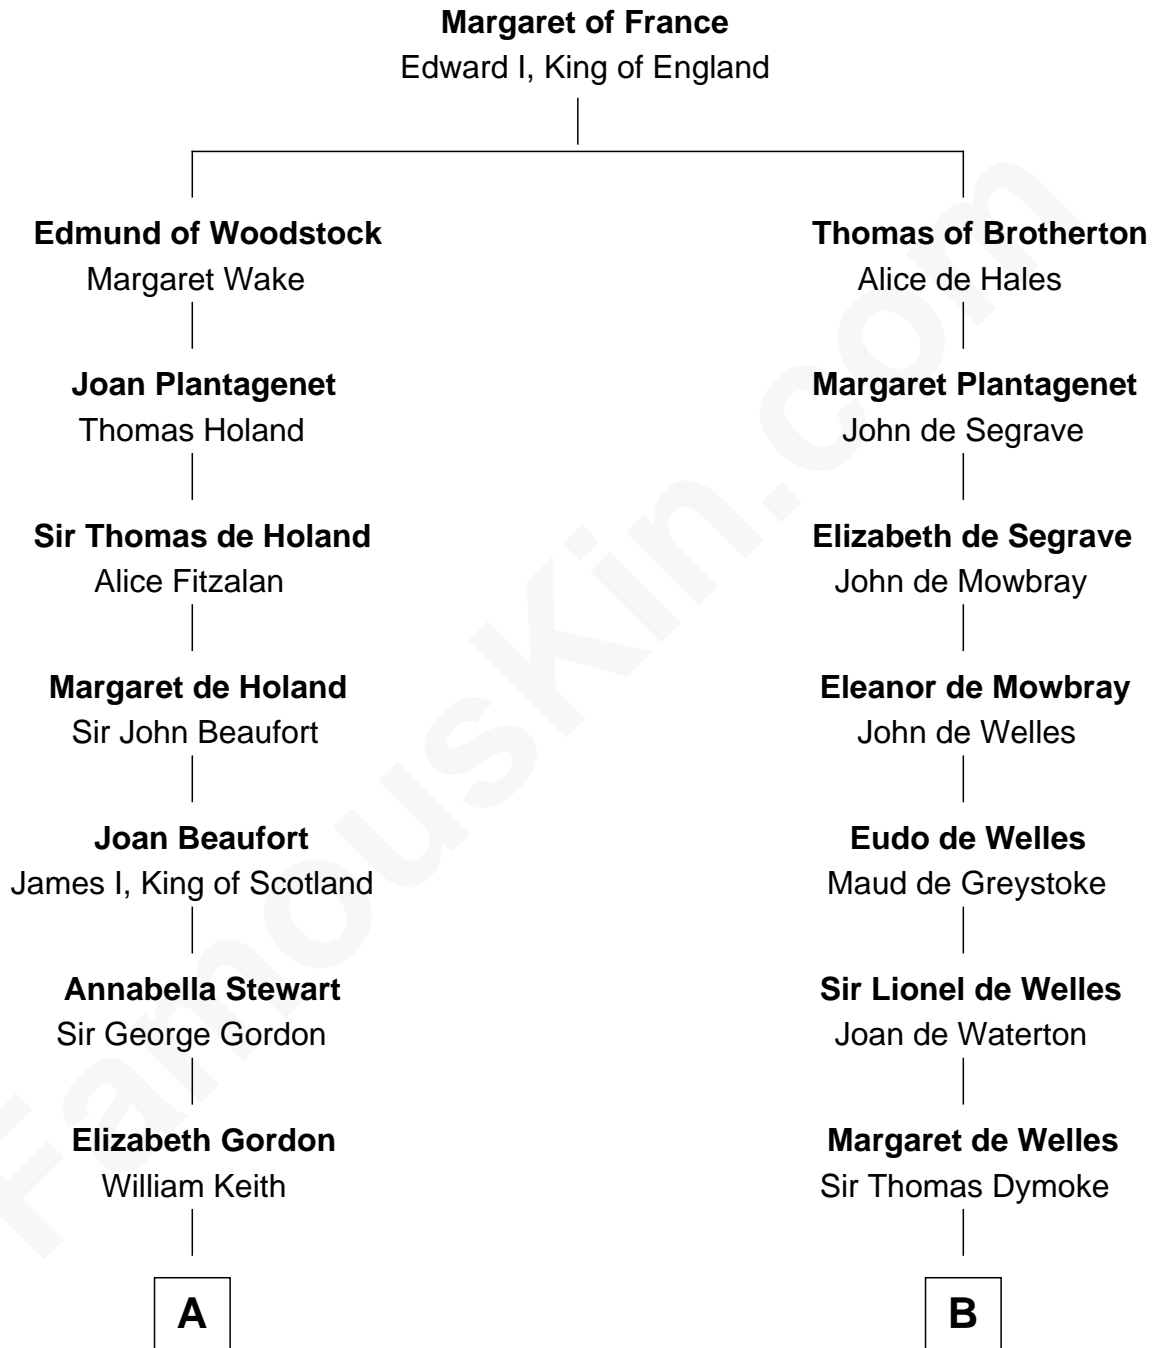 Margaret of France
Edward I, King of England
Edmund of Woodstock
Margaret Wake
Joan Plantagenet
Thomas Holand
Sir Thomas de Holand
Alice Fitzalan
Margaret de Holand
Sir John Beaufort
Joan Beaufort
James I, King of Scotland
Annabella Stewart
Sir George Gordon
Elizabeth Gordon
William Keith
A
Thomas of Brotherton
Alice de Hales
Margaret Plantagenet
John de Segrave
Elizabeth de Segrave
John de Mowbray
Eleanor de Mowbray
John de Welles
Eudo de Welles
Maud de Greystoke
Sir Lionel de Welles
Joan de Waterton
Margaret de Welles
Sir Thomas Dymoke
B
FamousKin.com